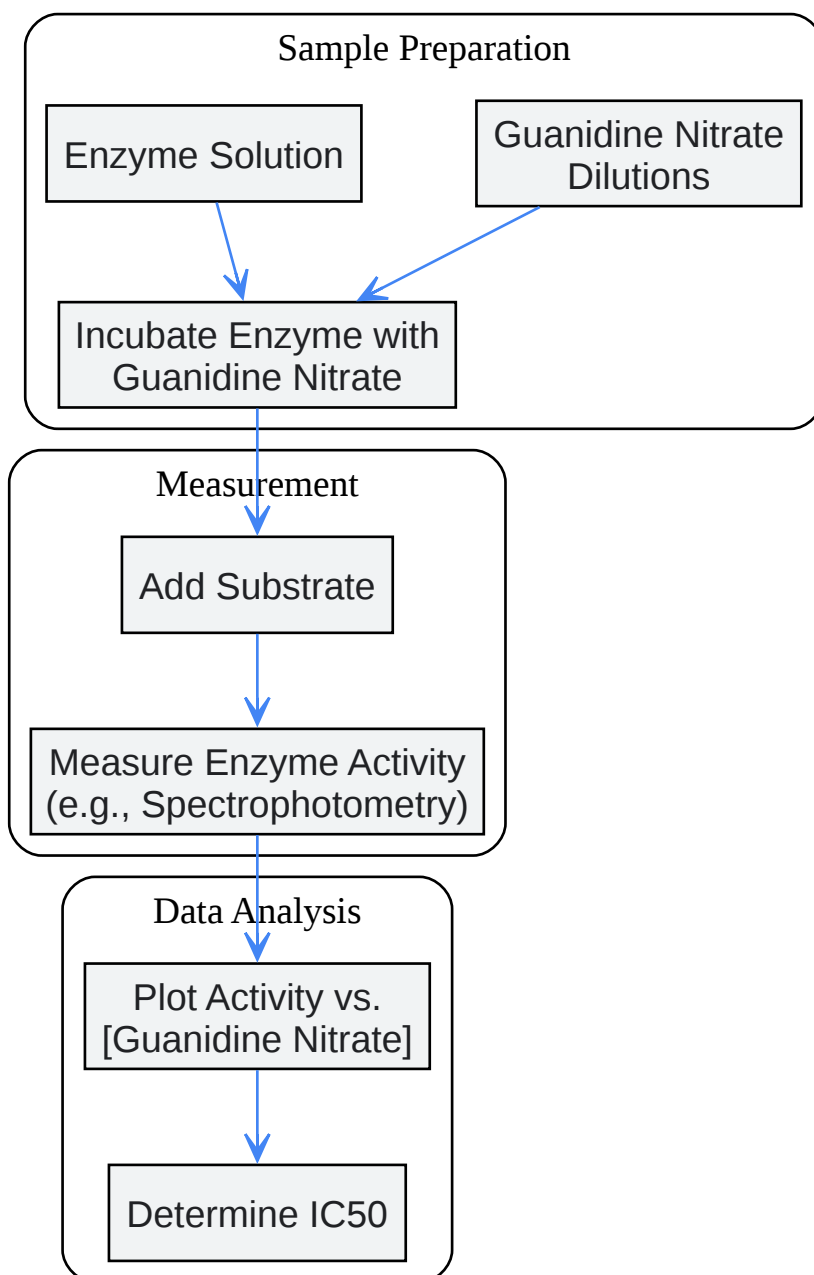 Sample Preparation
Enzyme Solution
Guanidine Nitrate
Dilutions
Incubate Enzyme with
Guanidine Nitrate
Measurement
Add Substrate
Measure Enzyme Activity
(e.g., Spectrophotometry)
Data Analysis
Plot Activity vs.
[Guanidine Nitrate]
Determine IC50